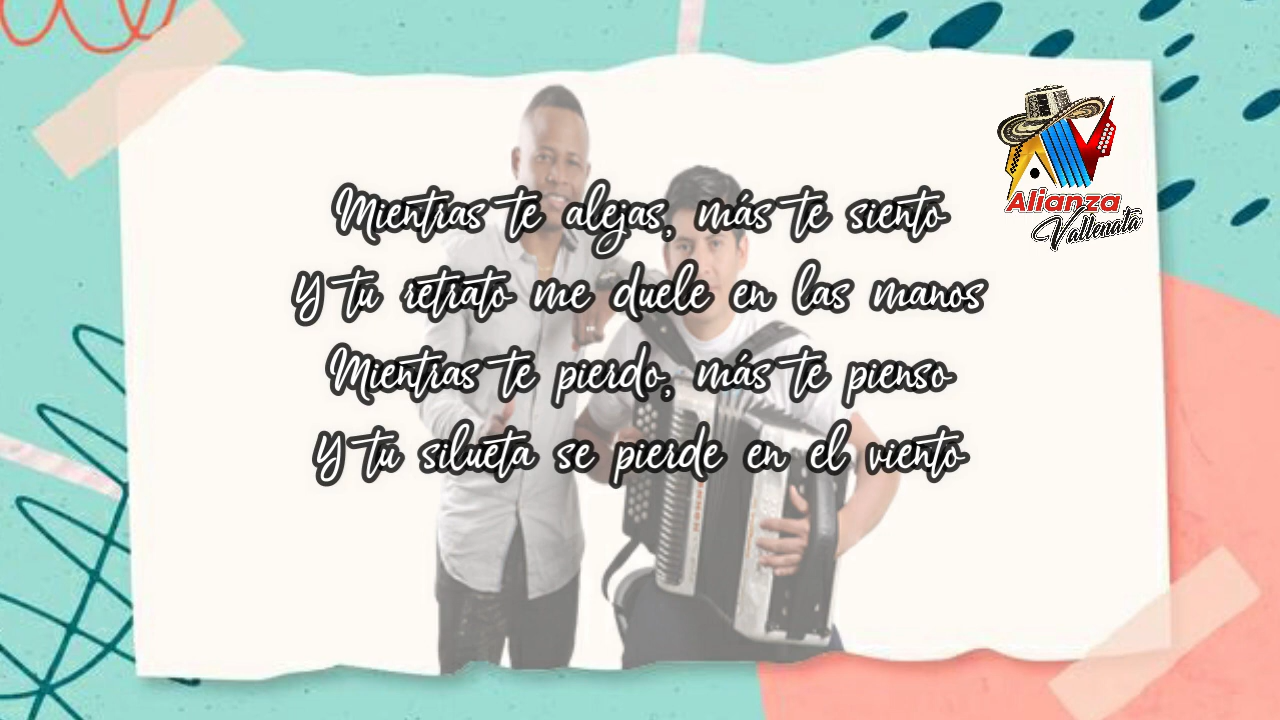 Mientras te alejas, más te siento
Y tu retrato me duele en las manos
Mientras te pierdo, más te pienso
Y tu silueta se pierde en el viento
AV
Alianza
Vallenata